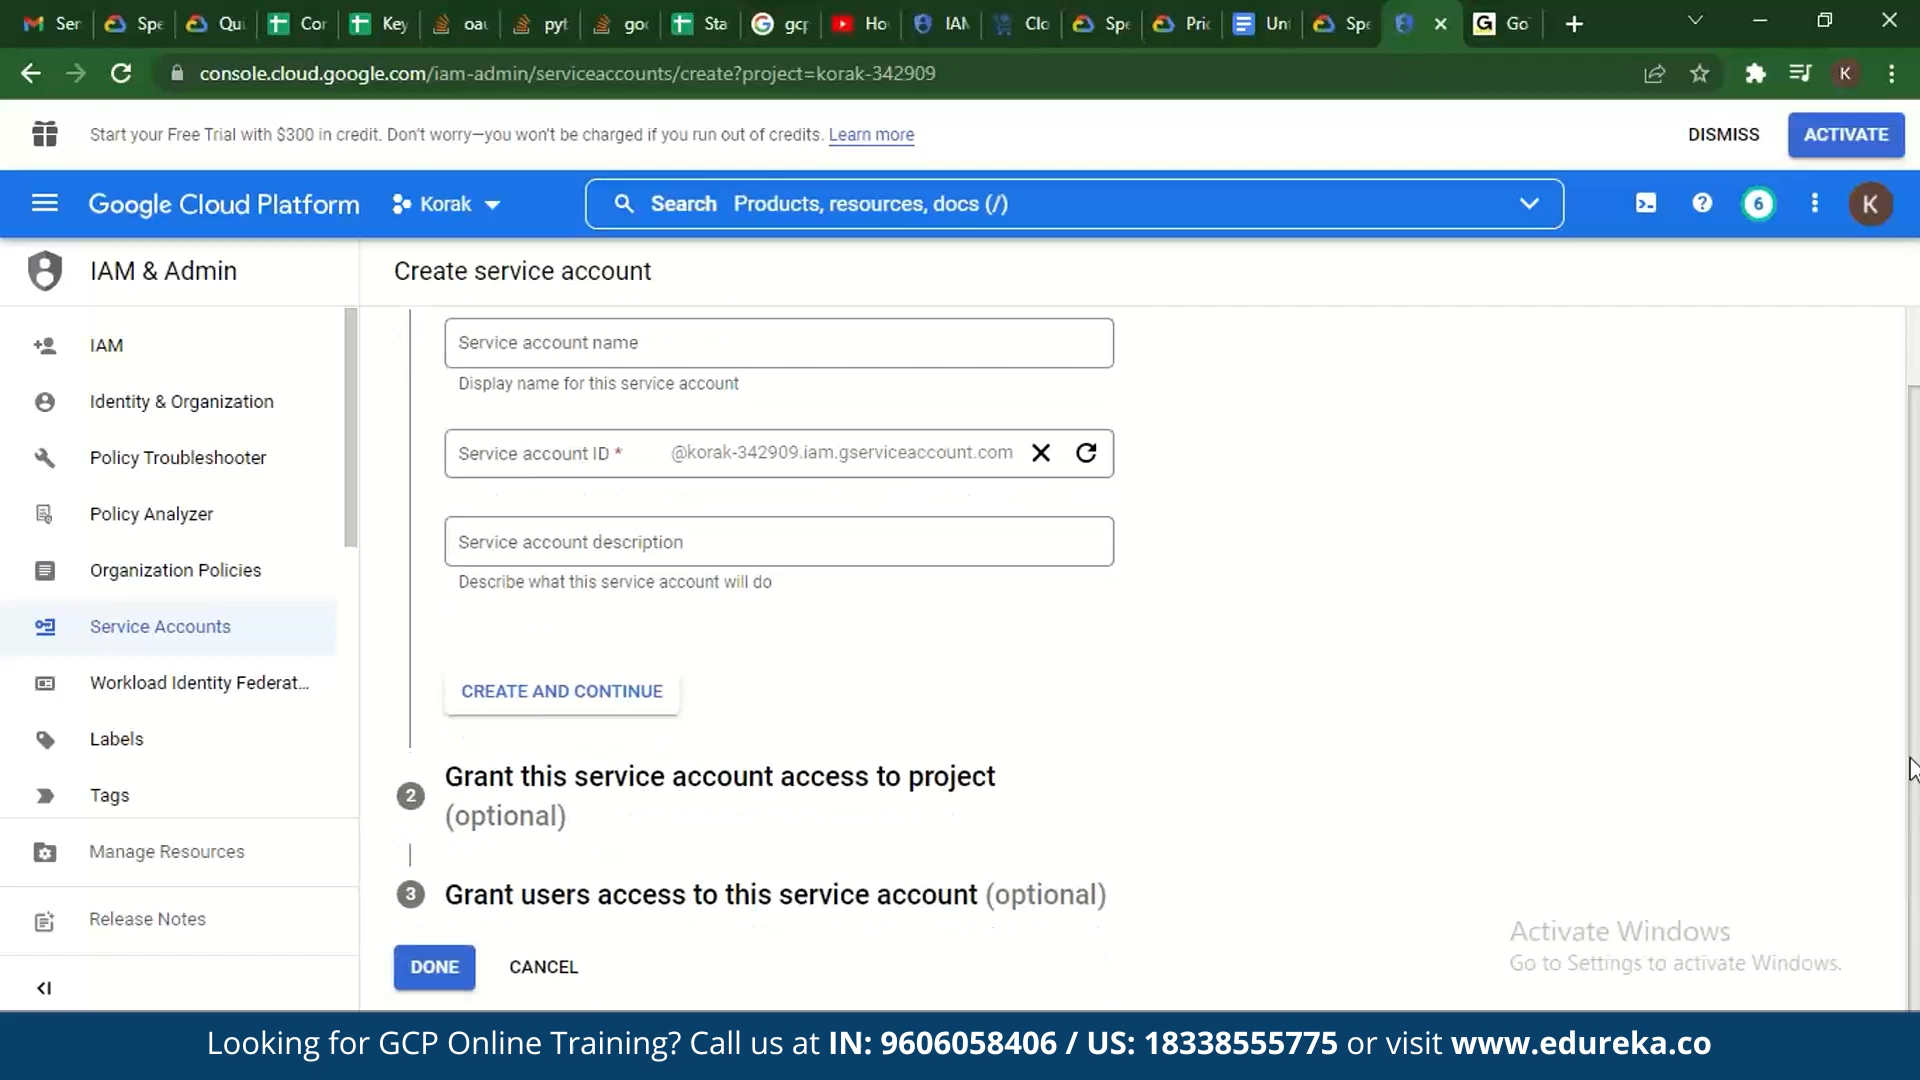 Ser
Spe
Qui
Cor
Key
oau
pyt
goo
Sta
gcp
Ho
IAM
Clo
Spe
Pric
Unt
Spe
Go
console.cloud.google.com/iam-admin/serviceaccounts/create?project=korak-342909
K
Start your Free Trial with $300 in credit. Don't worry—you won't be charged if you run out of credits. Learn more
DISMISS
ACTIVATE
Google Cloud Platform
Korak
Search Products, resources, docs (/)
6
K
IAM & Admin
Create service account
IAM
Identity & Organization
Policy Troubleshooter
Policy Analyzer
Organization Policies
Service Accounts
Workload Identity Federat...
Labels
Tags
Manage Resources
Release Notes
Service account name
Display name for this service account
Service account ID * @korak-342909.iam.gserviceaccount.com
Service account description
Describe what this service account will do
CREATE AND CONTINUE
2 Grant this service account access to project
(optional)
3 Grant users access to this service account (optional)
DONE
CANCEL
Activate Windows
Go to Settings to activate Windows.
Looking for GCP Online Training? Call us at IN: 9606058406 / US: 18338555775 or visit www.edureka.co